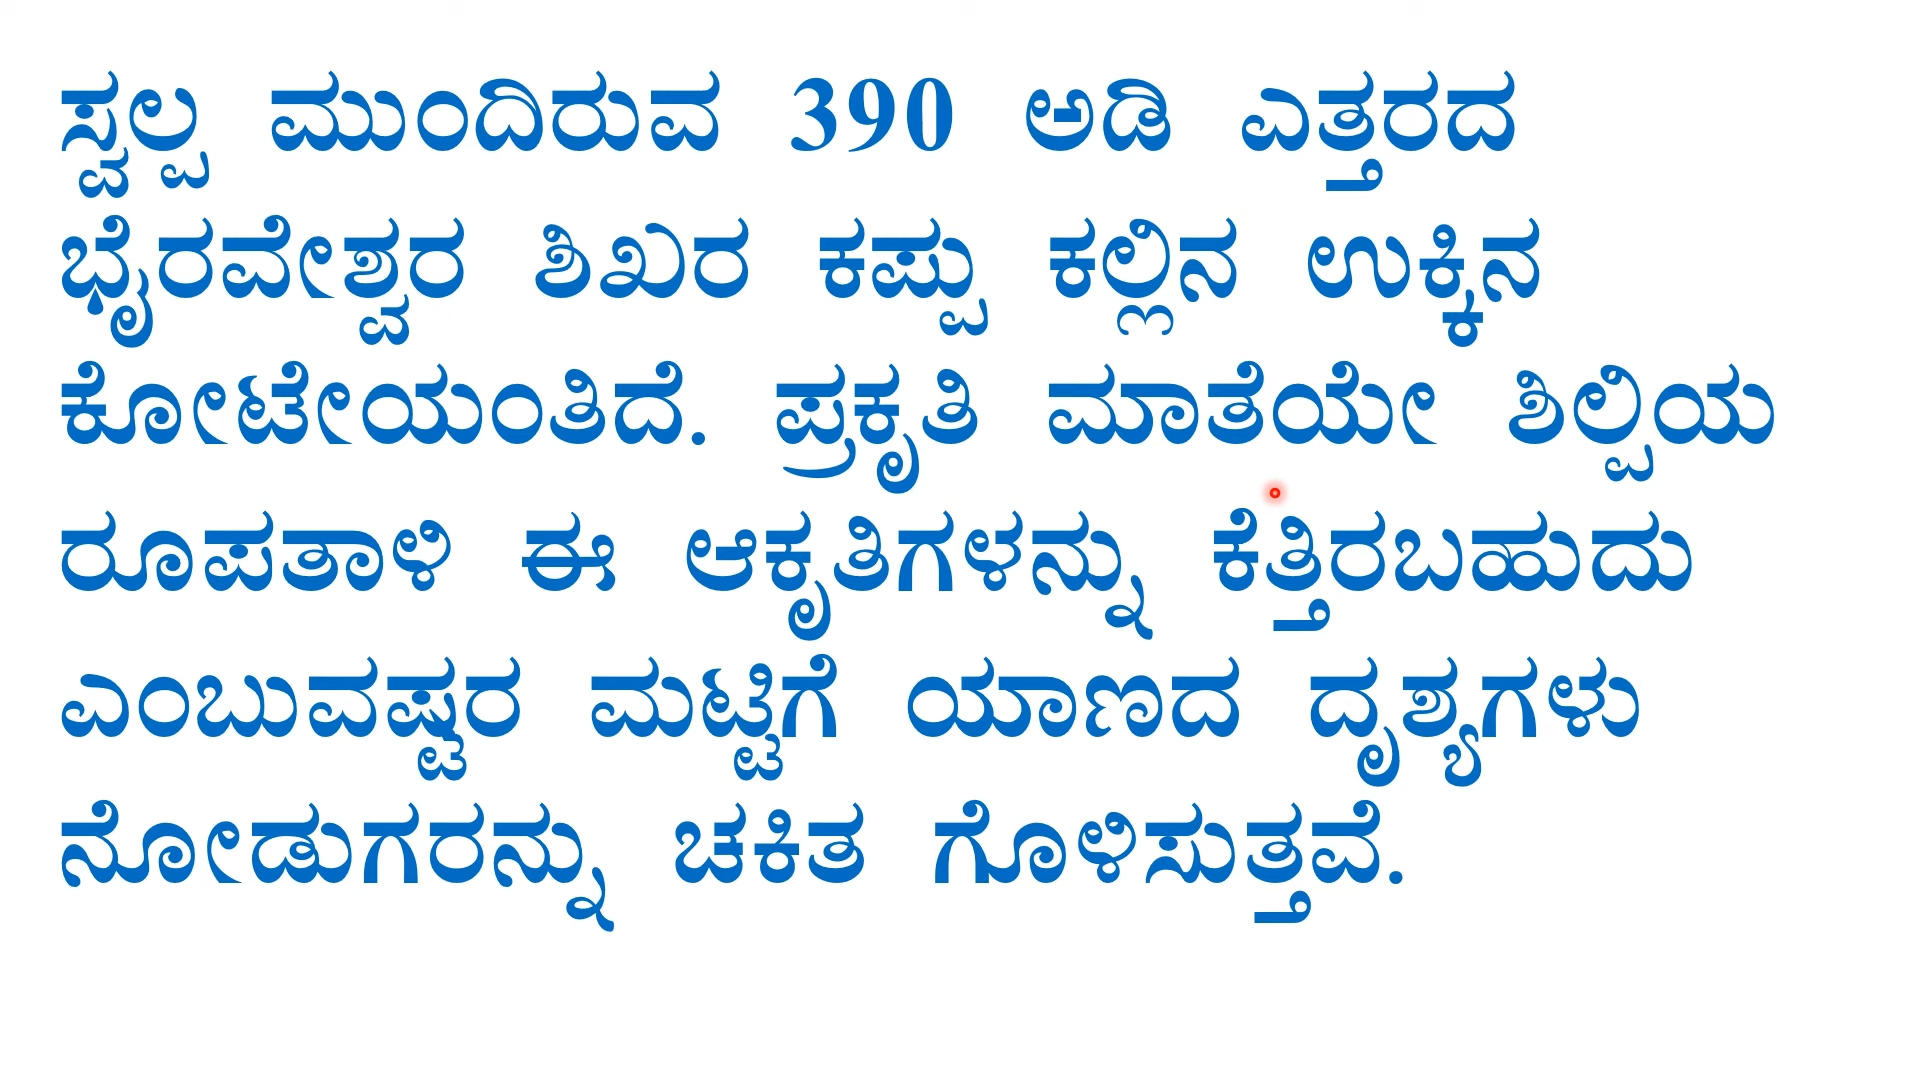 ಸ್ವಲ್ಪ ಮುಂದಿರುವ 390 ಅಡಿ ಎತ್ತರದ
ಭೈರವೇಶ್ವರ ಶಿಖರ ಕಪ್ಪು ಕಲ್ಲಿನ ಉಕ್ಕಿನ
ಕೋಟೇಯಂತಿದೆ. ಪ್ರಕೃತಿ ಮಾತೆಯೇ ಶಿಲ್ಪಿಯ
ರೂಪತಾಳಿ ಈ ಆಕೃತಿಗಳನ್ನು ಕೆತ್ತಿರಬಹುದು
ಎಂಬುವಷ್ಟರ ಮಟ್ಟಿಗೆ ಯಾಣದ ದೃಶ್ಯಗಳು
ನೋಡುಗರನ್ನು ಚಕಿತ ಗೊಳಿಸುತ್ತವೆ.